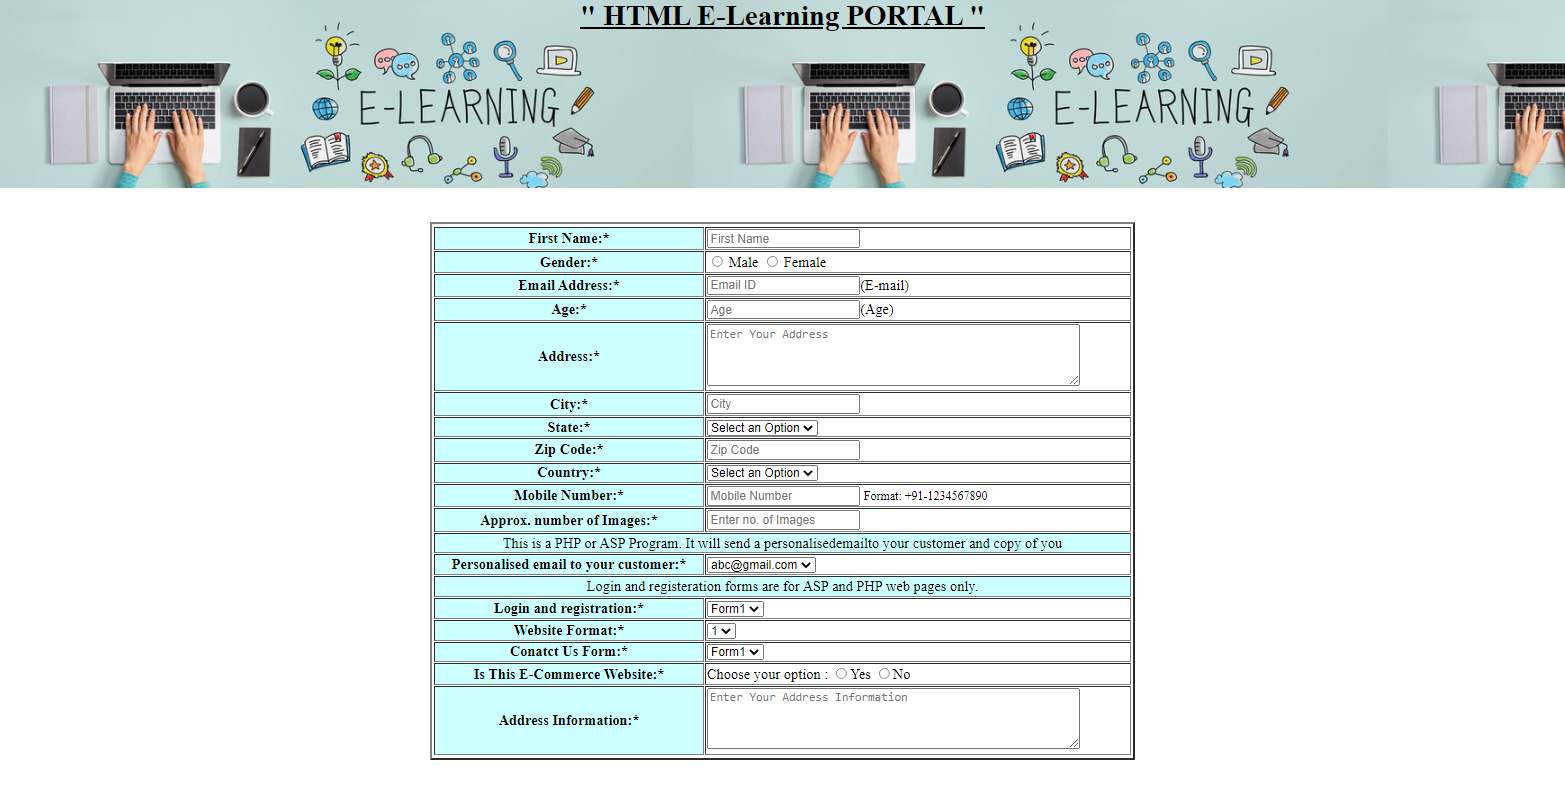 " HTML E-Learning PORTAL "
E-LEARNING E-LEARNING
First Name:* First Name
Gender:* Male Female
Email Address:* Email ID (E-mail)
Age:* Age (Age)
Address:* Enter Your Address
City:* City
State:* Select an Option
Zip Code:* Zip Code
Country:* Select an Option
Mobile Number:* Mobile Number Format: +91-1234567890
Approx. number of Images:* Enter no. of Images
This is a PHP or ASP Program. It will send a personalisedemailto your customer and copy of you
Personalised email to your customer:* abc@gmail.com
Login and registeration forms are for ASP and PHP web pages only.
Login and registration:* Form1
Website Format:* 1
Conatct Us Form:* Form1
Is This E-Commerce Website:* Choose your option : Yes No
Address Information:* Enter Your Address Information